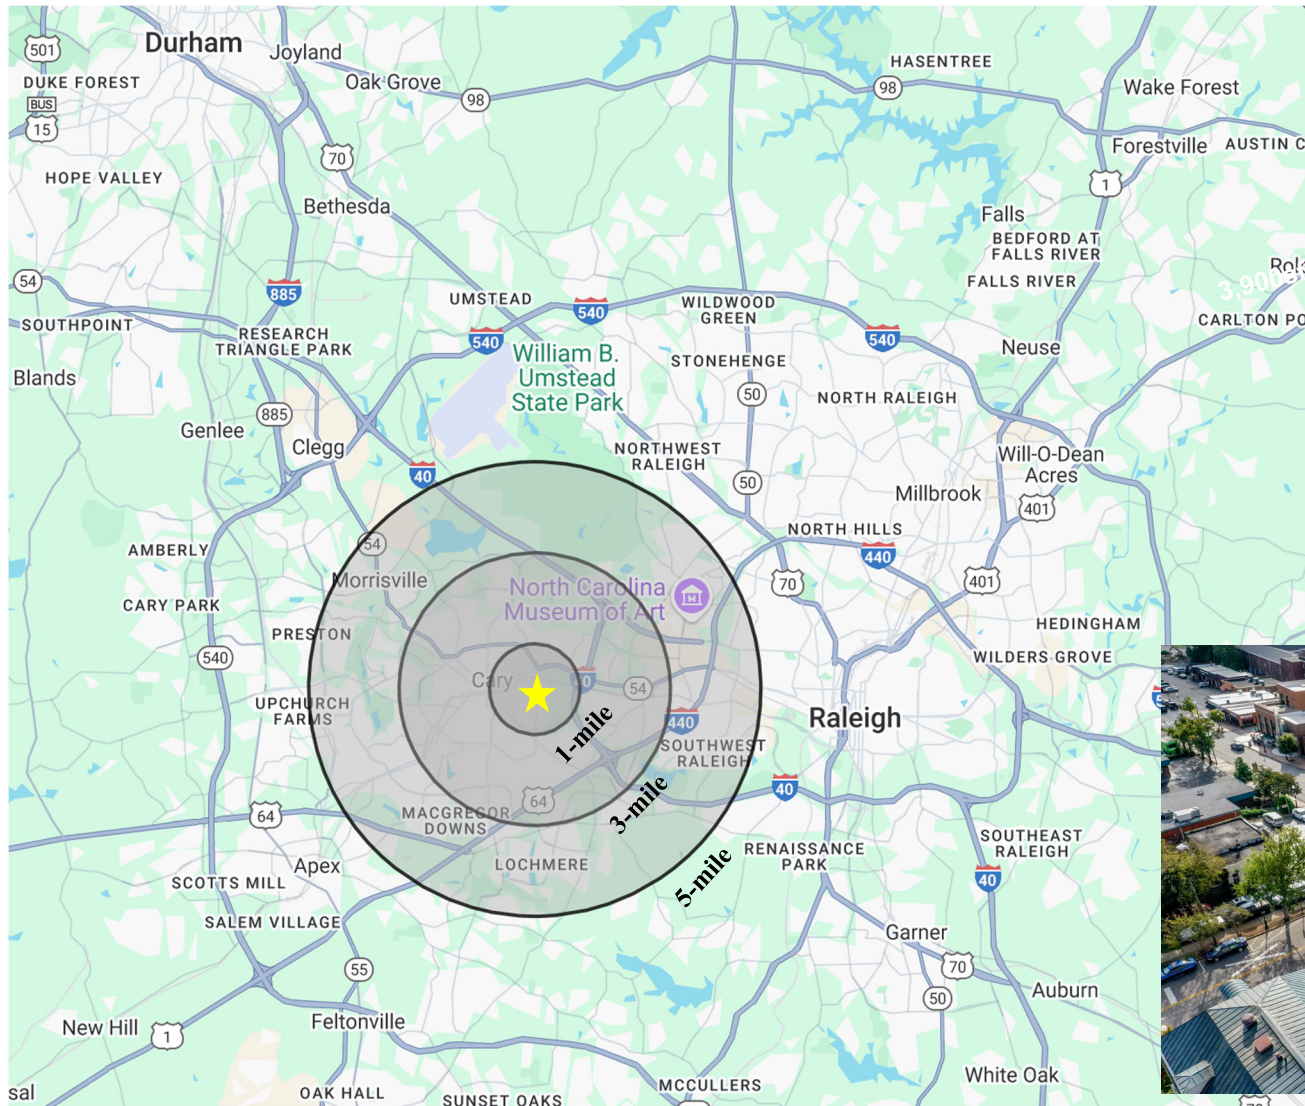 Durham
Joyland
501
DUKE FOREST
Oak Grove
HASENTREE
BUS
15
98
98
Wake Forest
70
Forestville
AUSTIN C
HOPE VALLEY
1
Bethesda
Falls
BEDFORD AT
FALLS RIVER
FALLS RIVER
54
885
UMSTEAD
540
WILDWOOD
GREEN
3,900
CARLTON PO
SOUTHPOINT
RESEARCH
TRIANGLE PARK
540
540
Neuse
William B.
Umstead
State Park
STONEHENGE
Blands
50
NORTH RALEIGH
885
Genlee
Clegg
NORTHWEST
RALEIGH
Will-O-Dean
Acres
40
50
Millbrook
401
NORTH HILLS
AMBERLY
54
440
Morrisville
70
401
North Carolina
Museum of Art
CARY PARK
PRESTON
HEDINGHAM
540
WILDERS GROVE
Cary
54
UPCHURCH
FARMS
1-mile
440
Raleigh
SOUTHWEST
RALEIGH
3-mile
40
64
64
MACGREGOR
DOWNS
SOUTHEAST
RALEIGH
Apex
LOCHMERE
5-mile
RENAISSANCE
PARK
SCOTTS MILL
40
SALEM VILLAGE
Garner
55
70
50
Auburn
New Hill
1
Feltonville
White Oak
sal
OAK HALL
SUNSET OAKS
MCCULLERS